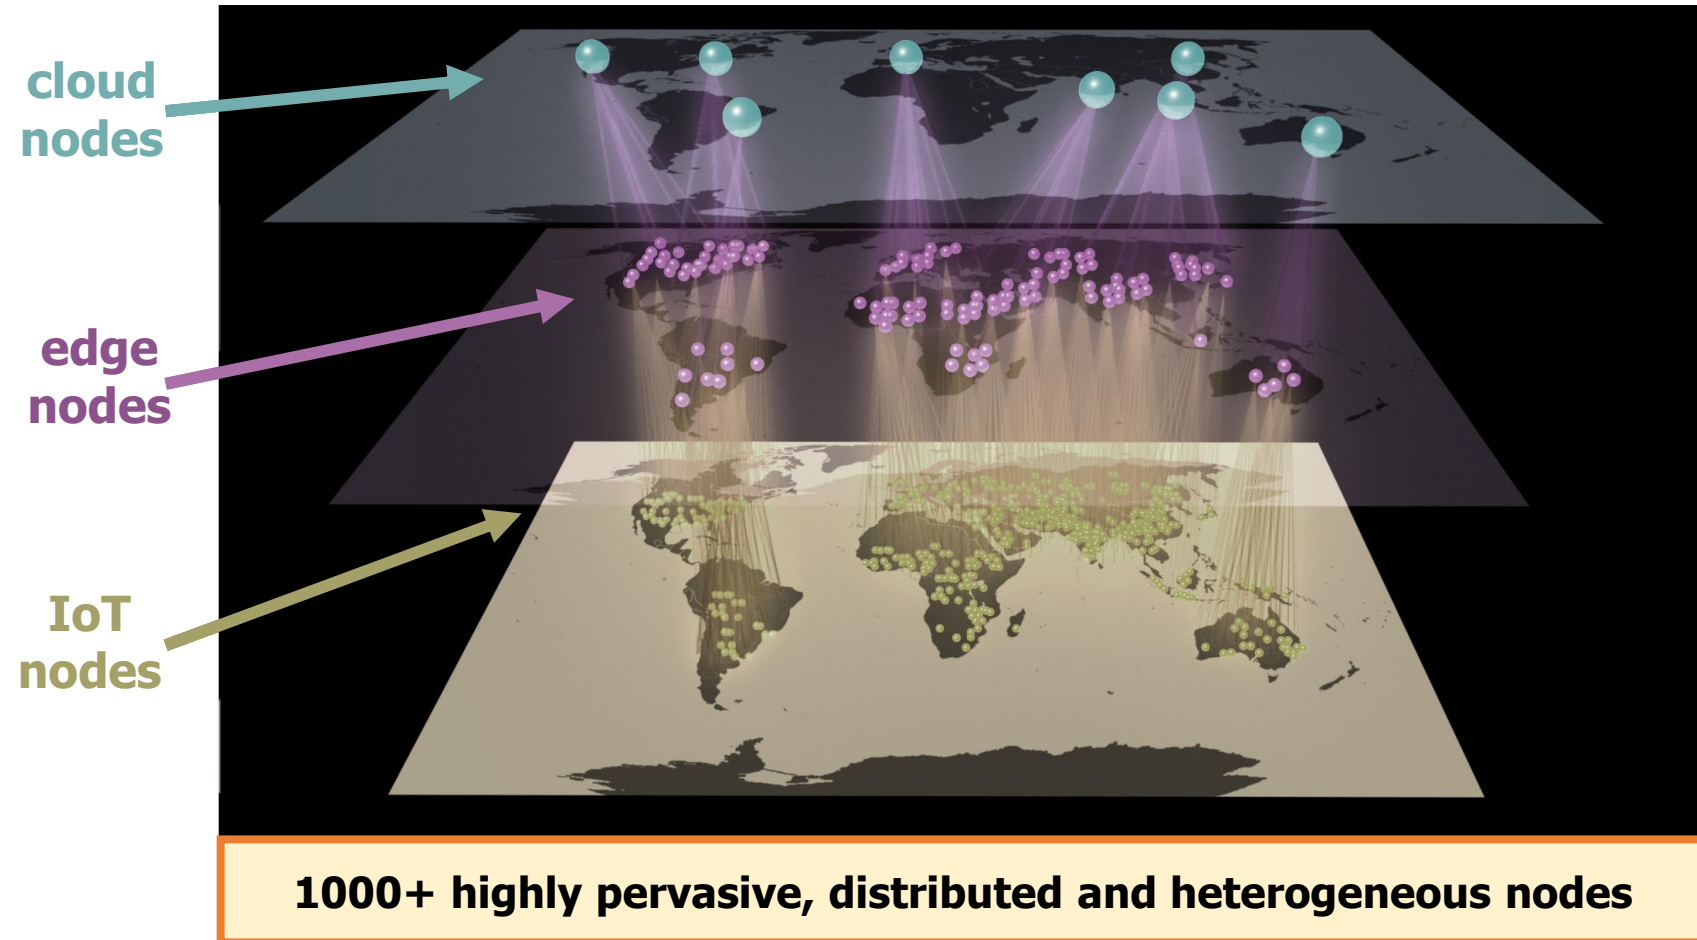 cloud
nodes
edge
nodes
IoT
nodes
1000+ highly pervasive, distributed and heterogeneous nodes